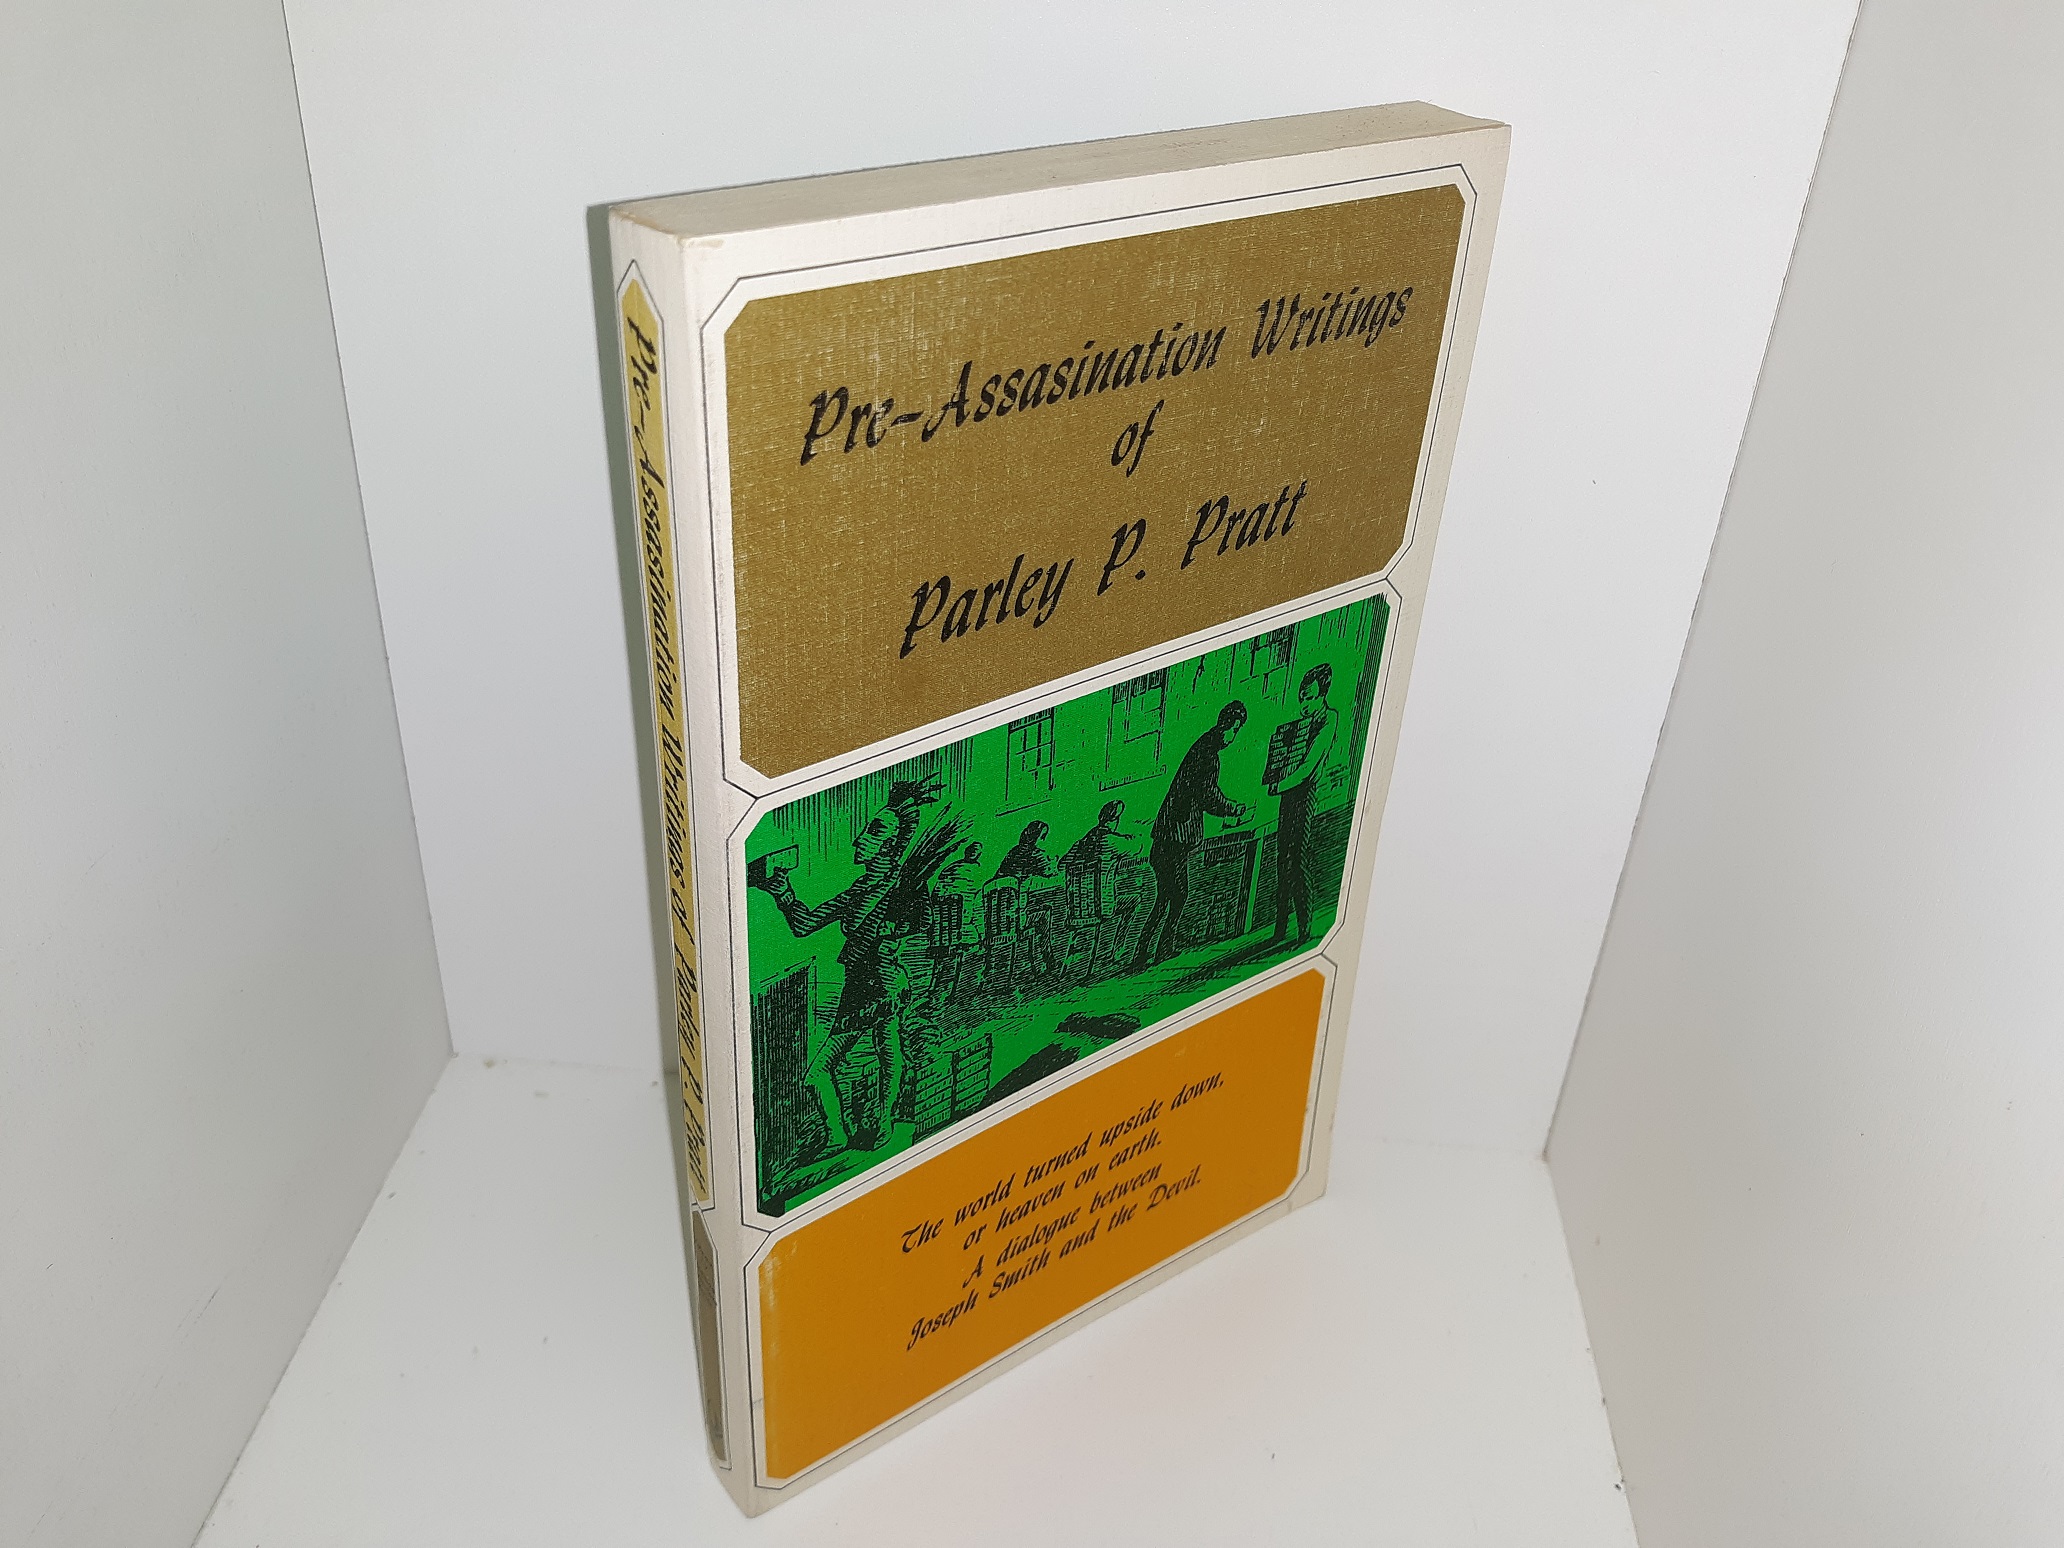 Pre-Assasination Writings
of
Parley P. Pratt
The world turned upside down,
or heaven on earth.
A dialogue between
Joseph Smith and the Devil.
Pre-Assasination Writings of Parley P. Pratt